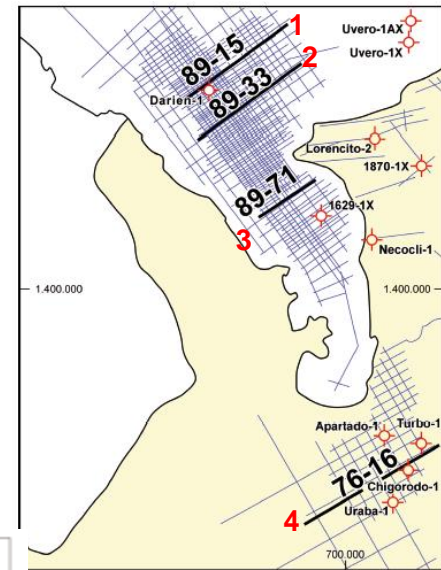 1
Uvero-1AX
89-15
2
Uvero-1X
Darien-1
89-33
Lorencito-2
1870-1X
89-71
1629-1X
3
Necocli-1
1.400.000
1.400.000
Apartado-1
Turbo-1
76-16
Chigorodo-1
Uraba-1
4
700.000